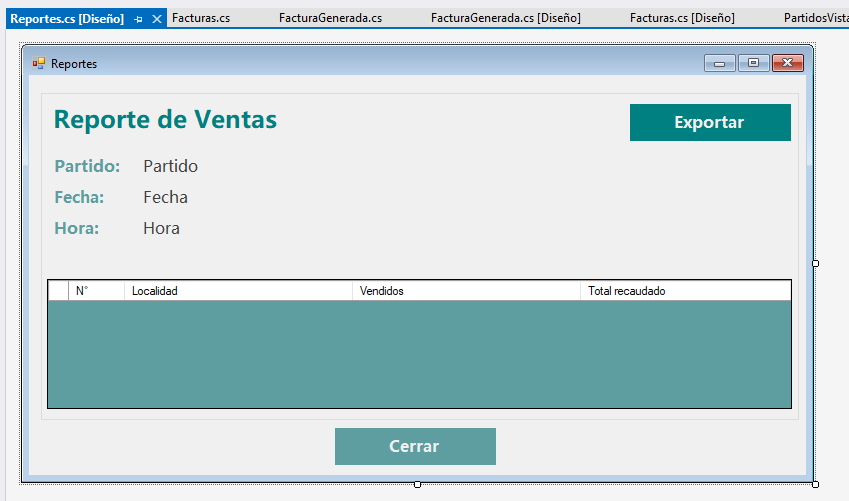 Reportes.cs [Diseño] Facturas.cs FacturaGenerada.cs FacturaGenerada.cs [Diseño] Facturas.cs [Diseño] PartidosVista
Reportes
Reporte de Ventas
Exportar
Partido: Partido
Fecha: Fecha
Hora: Hora
N° Localidad Vendidos Total recaudado
Cerrar